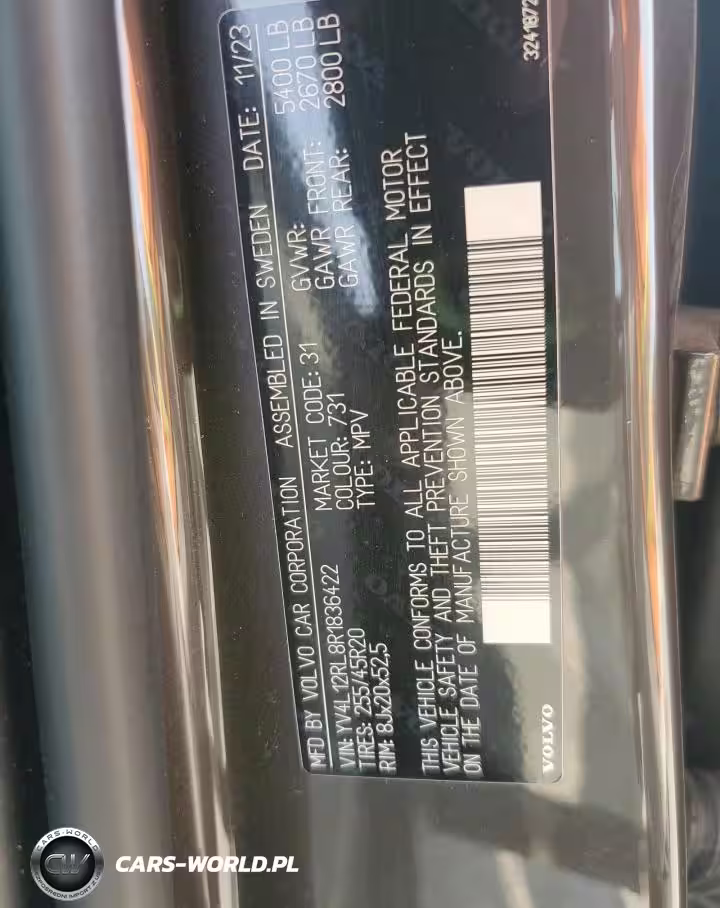 MFD BY VOLVO CAR CORPORATION ASSEMBLED IN SWEDEN DATE: 11/23
VIN: YV4L12RL8R1836422 MARKET CODE: 31 GVWR: 5400 LB
TIRES: 255/45R20 COLOUR: 731 GAWR FRONT: 2670 LB
RIM: 8Jx20x52,5 TYPE: MPV GAWR REAR: 2800 LB
THIS VEHICLE CONFORMS TO ALL APPLICABLE FEDERAL MOTOR
VEHICLE SAFETY AND THEFT PREVENTION STANDARDS IN EFFECT
ON THE DATE OF MANUFACTURE SHOWN ABOVE.
VOLVO
CARS-WORLD
CW
CARS-WORLD.PL